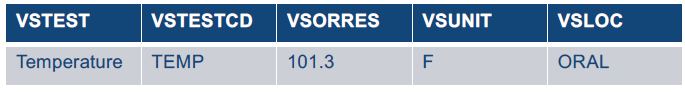 VSTEST VSTESTCD VSORRES VSUNIT VSLOC
Temperature TEMP 101.3 F ORAL